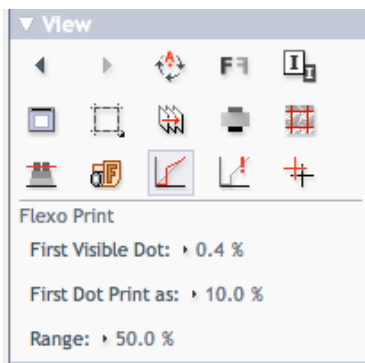 View
Flexo Print
First Visible Dot: 0.4 %
First Dot Print as: 10.0 %
Range: 50.0 %